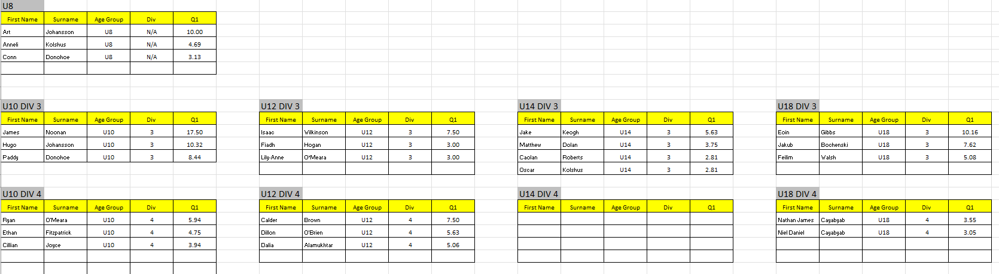 U8
First Name Surname Age Group Div Q1
Art Johansson U8 N/A 10.00
Anneli Kolshus U8 N/A 4.69
Conn Donohoe U8 N/A 3.13
U10 DIV 3 U12 DIV 3 U14 DIV 3 U18 DIV 3
First Name Surname Age Group Div Q1 First Name Surname Age Group Div Q1 First Name Surname Age Group Div Q1 First Name Surname Age Group Div Q1
James Noonan U10 3 17.50 Isaac Wilkinson U12 3 7.50 Jake Keogh U14 3 5.63 Eoin Gibbs U18 3 10.16
Hugo Johansson U10 3 10.32 Fiadh Hogan U12 3 3.00 Matthew Dolan U14 3 3.75 Jakub Bochenski U18 3 7.62
Paddy Donohoe U10 3 8.44 Lily-Anne O'Meara U12 3 3.00 Caolan Roberts U14 3 2.81 Feilim Walsh U18 3 5.08
Oscar Kolshus U14 3 2.81
U10 DIV 4 U12 DIV 4 U14 DIV 4 U18 DIV 4
First Name Surname Age Group Div Q1 First Name Surname Age Group Div Q1 First Name Surname Age Group Div Q1 First Name Surname Age Group Div Q1
Ryan O'Meara U10 4 5.94 Calder Brown U12 4 7.50 Nathan James Cayabyab U18 4 3.55
Ethan Fitzpatrick U10 4 4.75 Dillon O'Brien U12 4 5.63 Niel Daniel Cayabyab U18 4 3.05
Cillian Joyce U10 4 3.94 Dalia Alamukhtar U12 4 5.06